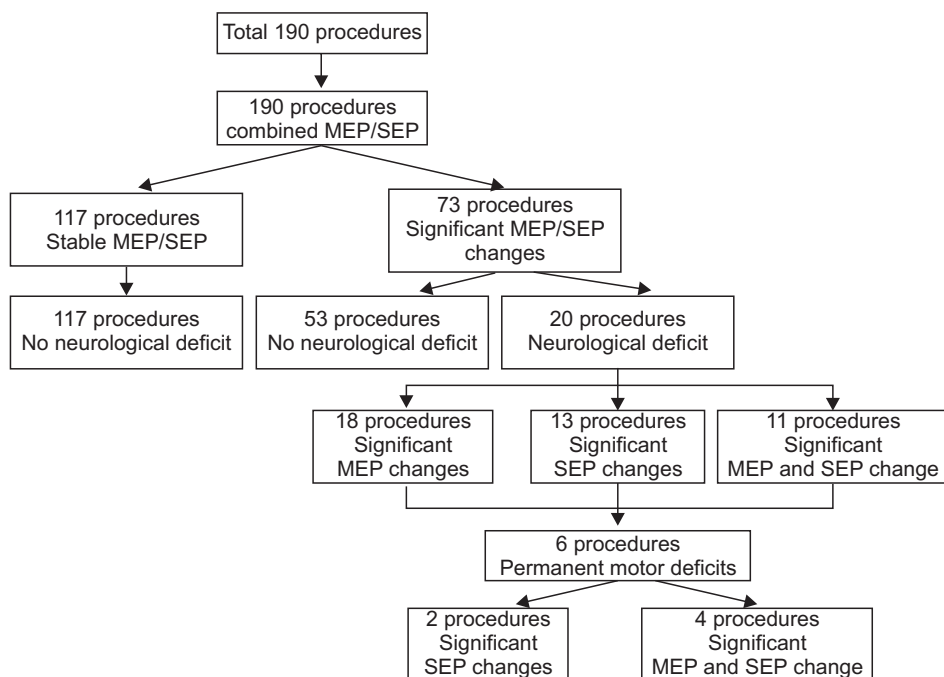 Total 190 procedures
190 procedures
combined MEP/SEP
117 procedures
Stable MEP/SEP
73 procedures
Significant MEP/SEP
changes
117 procedures
No neurological deficit
53 procedures
No neurological deficit
20 procedures
Neurological deficit
18 procedures
Significant
MEP changes
13 procedures
Significant
SEP changes
11 procedures
Significant
MEP and SEP change
6 procedures
Permanent motor deficits
2 procedures
Significant
SEP changes
4 procedures
Significant
MEP and SEP change